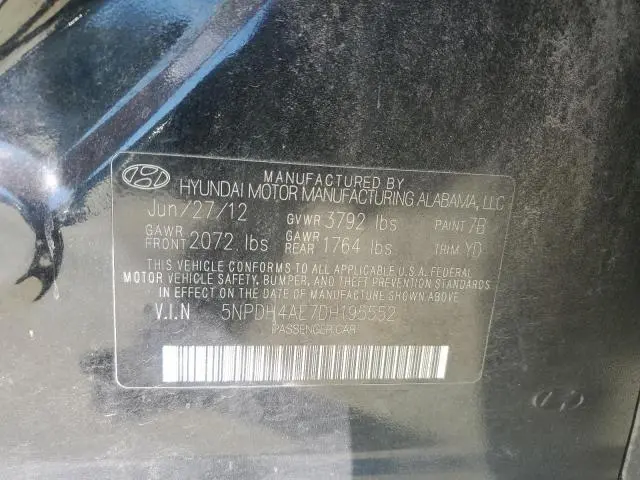 MANUFACTURED BY
HYUNDAI MOTOR MANUFACTURING ALABAMA, LLC
Jun/27/12 GVWR 3792 lbs PAINT 7B
GAWR FRONT 2072 lbs GAWR REAR 1764 lbs TRIM YD
THIS VEHICLE CONFORMS TO ALL APPLICABLE U.S.A. FEDERAL
MOTOR VEHICLE SAFETY, BUMPER, AND THEFT PREVENTION STANDARDS
IN EFFECT ON THE DATE OF MANUFACTURE SHOWN ABOVE.
V.I.N 5NPDH4AE7DH195552
PASSENGER CAR